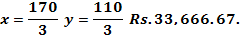 x = 170/3 y = 110/3 Rs. 33,666.67.